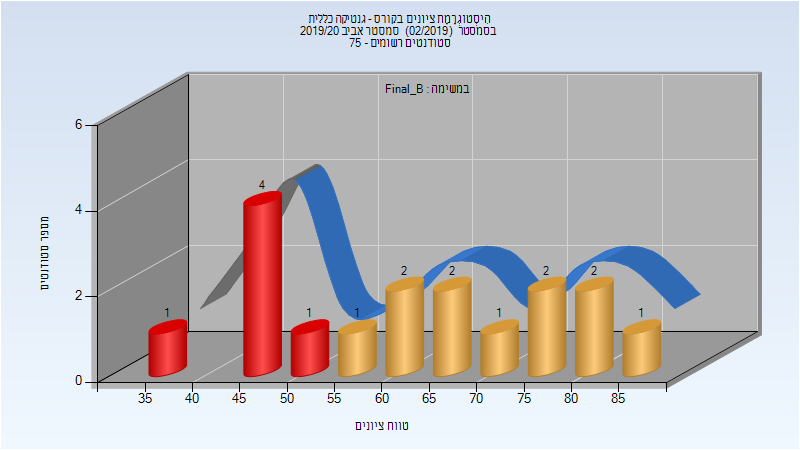 היסטוגרמת ציונים בקורס - גנטיקה כללית
בסמסטר (02/2019) סמסטר אביב 2019/20
סטודנטים רשומים - 75
במשימה : Final_B
מספר סטודנטים
6
4
2
0
1
4
1
1
2
2
1
2
2
1
35 40 45 50 55 60 65 70 75 80 85
טווח ציונים